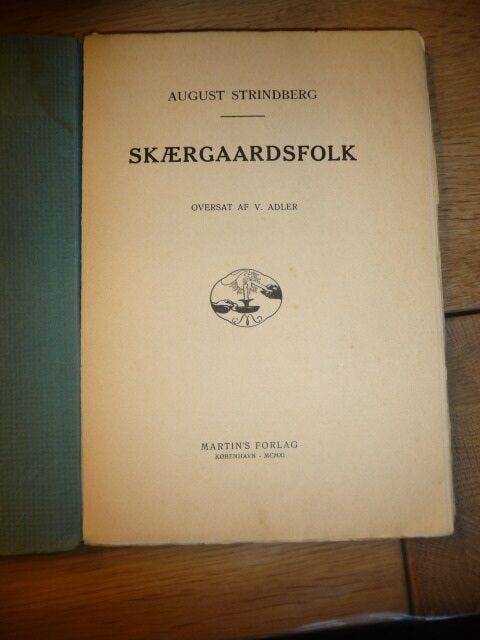 AUGUST STRINDBERG
SKÆRGAARDSFOLK
OVERSAT AF V. ADLER
MARTIN'S FORLAG
KØBENHAVN - MCMXI